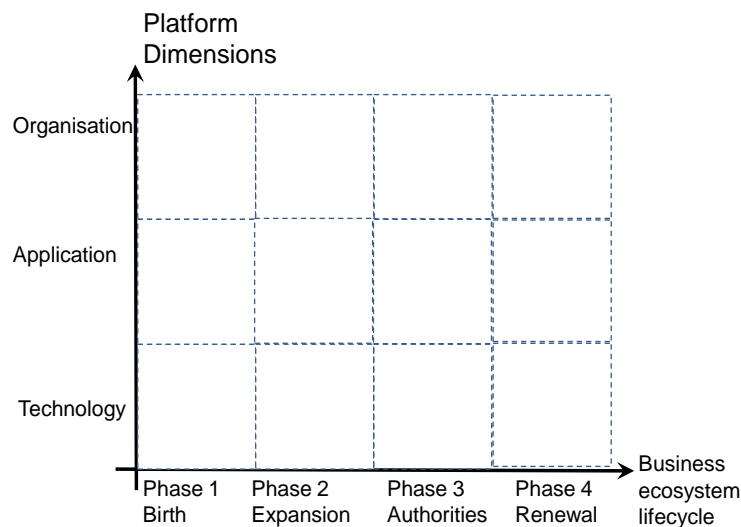 Platform
Dimensions
Organisation
Application
Technology
Phase 1
Birth
Phase 2
Expansion
Phase 3
Authorities
Phase 4
Renewal
Business
ecosystem
lifecycle